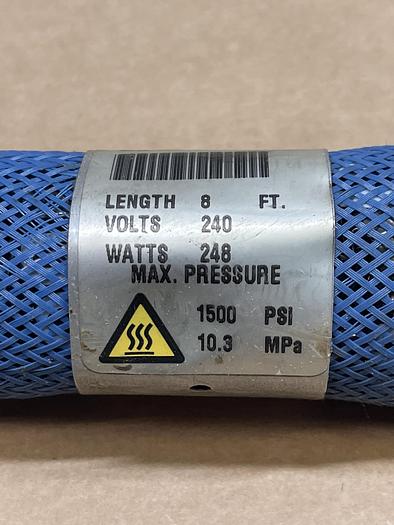 LENGTH 8 FT.
VOLTS 240
WATTS 248
MAX. PRESSURE
1500 PSI
10.3 MPa